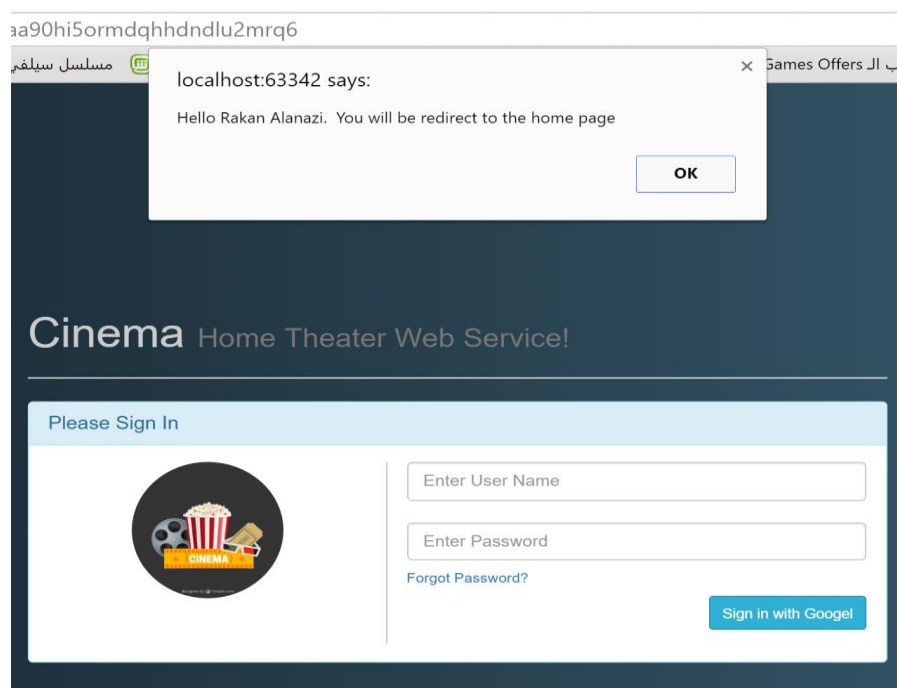 aa90hi5ormdqhhdndlu2mrq6
مسلسل سيلفي
Games Offers ب الـ
localhost:63342 says:
Hello Rakan Alanazi. You will be redirect to the home page
OK
Cinema Home Theater Web Service!
Please Sign In
CINEMA
Enter User Name
Enter Password
Forgot Password?
Sign in with Googel